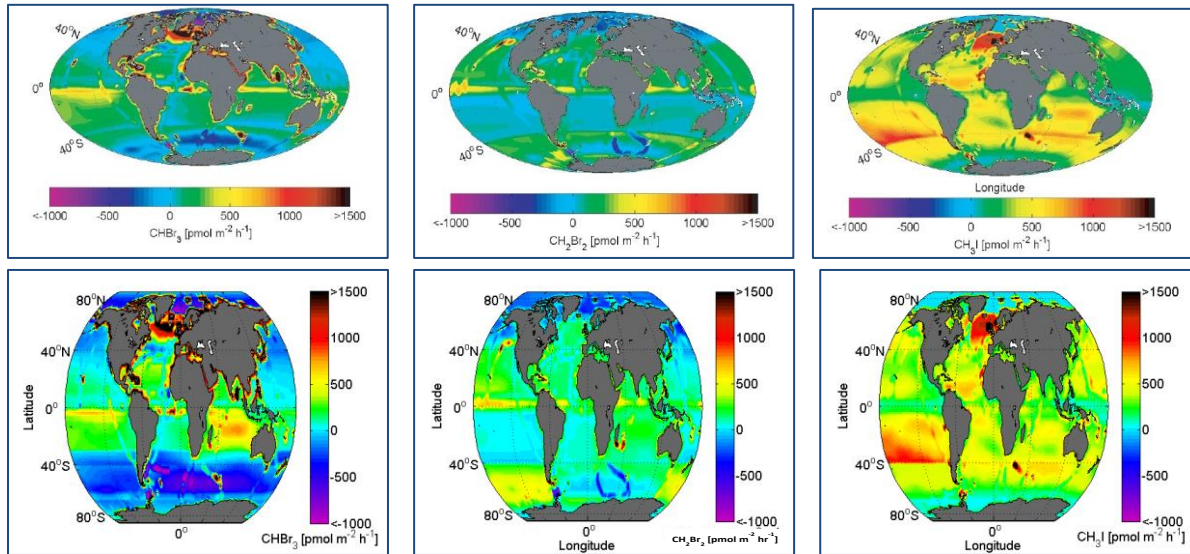 40°N
0°
40°S
<-1000 -500 0 500 1000 >1500
CHBr3 [pmol m-2 h-1]
40°N
0°
40°S
<-1000 -500 0 500 1000 >1500
CH2Br2 [pmol m-2 h-1]
40°N
0°
40°S
Longitude
<-1000 -500 0 500 1000 >1500
CH3I [pmol m-2 h-1]
80°N
40°N
0°
40°S
80°S
Latitude
0°
>1500
1000
500
0
-500
<-1000
CHBr3 [pmol m-2 h-1]
80°N
40°N
0°
40°S
80°S
Latitude
0°
Longitude
>1500
1000
500
0
-500
<-1000
CH2Br2 [pmol m-2 hr-1]
80°N
40°N
0°
40°S
80°S
Latitude
0°
Longitude
>1500
1000
500
0
-500
<-1000
CH3I [pmol m-2 h-1]